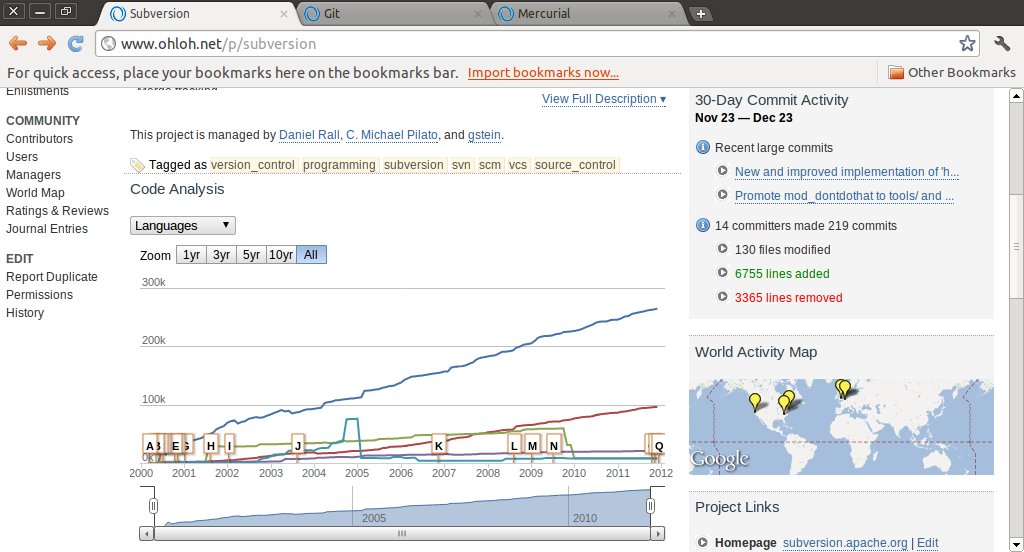 Subversion
Git
Mercurial
www.ohloh.net/p/subversion
For quick access, place your bookmarks here on the bookmarks bar. Import bookmarks now...
Other Bookmarks
Enlistments
COMMUNITY
Contributors
Users
Managers
World Map
Ratings & Reviews
Journal Entries
EDIT
Report Duplicate
Permissions
History
Merge tracking
View Full Description ▾
This project is managed by Daniel Rall, C. Michael Pilato, and gstein.
Tagged as version_control programming subversion svn scm vcs source_control
Code Analysis
Languages
Zoom 1yr 3yr 5yr 10yr All
300k
200k
100k
0k
A B E G H I J K L M N Q
2000 2001 2002 2003 2004 2005 2006 2007 2008 2009 2010 2011 2012
2005 2010
30-Day Commit Activity
Nov 23 — Dec 23
Recent large commits
New and improved implementation of 'h...
Promote mod_dontdothat to tools/ and ...
14 committers made 219 commits
130 files modified
6755 lines added
3365 lines removed
World Activity Map
Google
Project Links
Homepage subversion.apache.org | Edit